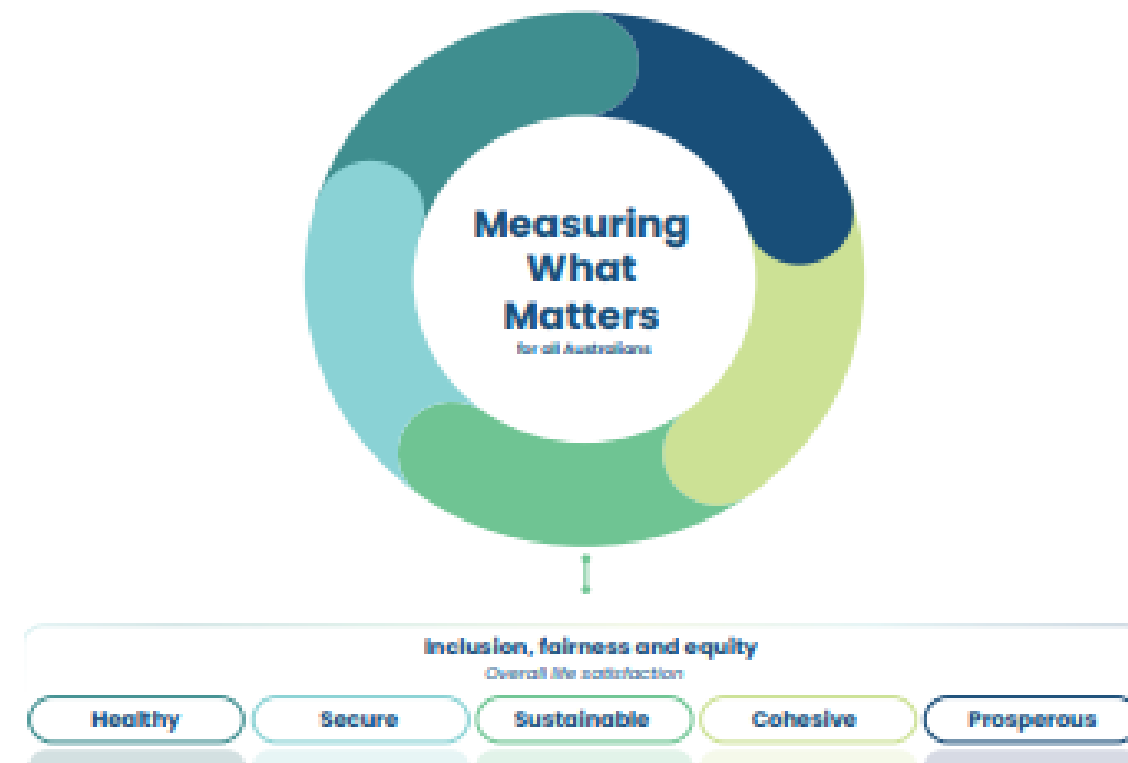 Measuring
What
Matters
for all Australians
Inclusion, fairness and equity
Overall life satisfaction
Healthy
Secure
Sustainable
Cohesive
Prosperous